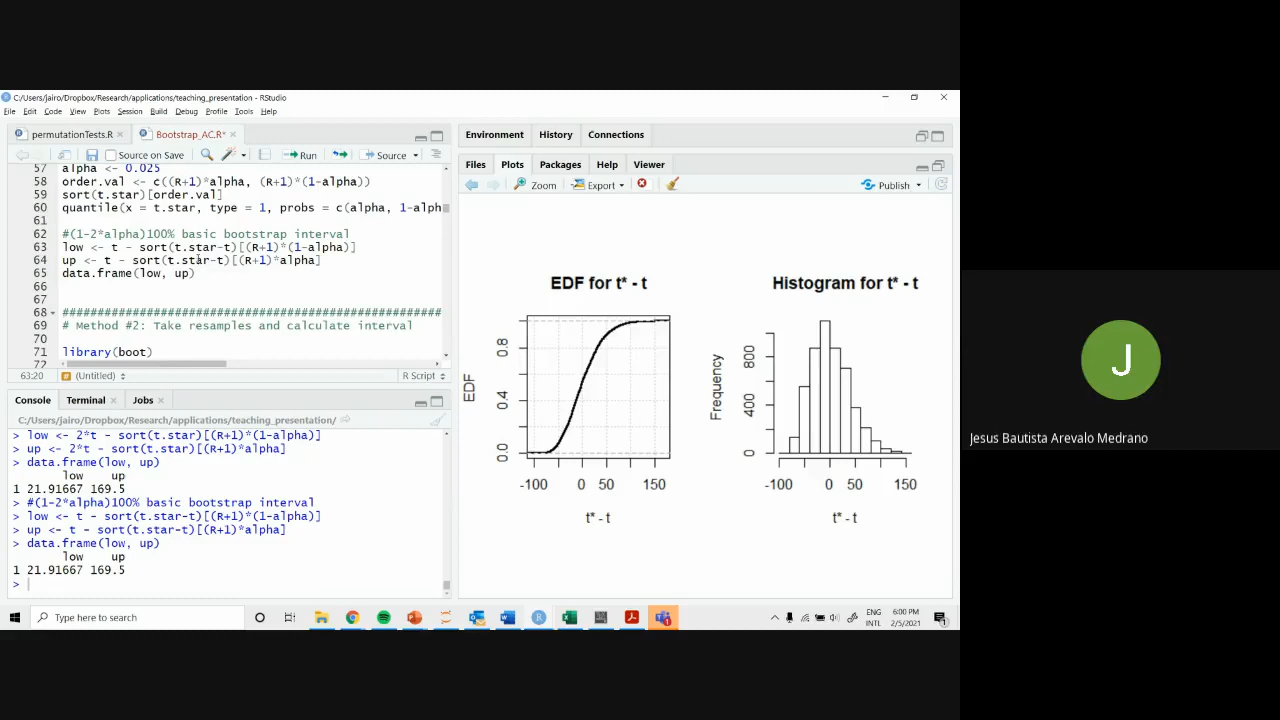 C:/Users/jairo/Dropbox/Research/applications/teaching_presentation - RStudio
File Edit Code View Plots Session Build Debug Profile Tools Help
permutationTests.R
Bootstrap_AC.R*
Source on Save
Run
Source
57 alpha <- 0.025
58 order.val <- c((R+1)*alpha, (R+1)*(1-alpha))
59 sort(t.star)[order.val]
60 quantile(x = t.star, type = 1, probs = c(alpha, 1-alph
61
62 #(1-2*alpha)100% basic bootstrap interval
63 low <- t - sort(t.star-t)[(R+1)*(1-alpha)]
64 up <- t - sort(t.star-t)[(R+1)*alpha]
65 data.frame(low, up)
66
67
68 ######################################################
69 # Method #2: Take resamples and calculate interval
70
71 library(boot)
72
63:20 (Untitled) R Script
Console Terminal Jobs
C:/Users/jairo/Dropbox/Research/applications/teaching_presentation/
> low <- 2*t - sort(t.star)[(R+1)*(1-alpha)]
> up <- 2*t - sort(t.star)[(R+1)*alpha]
> data.frame(low, up)
low up
1 21.91667 169.5
> #(1-2*alpha)100% basic bootstrap interval
> low <- t - sort(t.star-t)[(R+1)*(1-alpha)]
> up <- t - sort(t.star-t)[(R+1)*alpha]
> data.frame(low, up)
low up
1 21.91667 169.5
>
Environment History Connections
Files Plots Packages Help Viewer
Zoom Export Publish
EDF for t* - t
EDF
0.8
0.4
0.0
-100 0 50 150
t* - t
Histogram for t* - t
Frequency
800
400
0
-100 0 50 150
t* - t
Type here to search
ENG
INTL
6:00 PM
2/5/2021
J
Jesus Bautista Arevalo Medrano